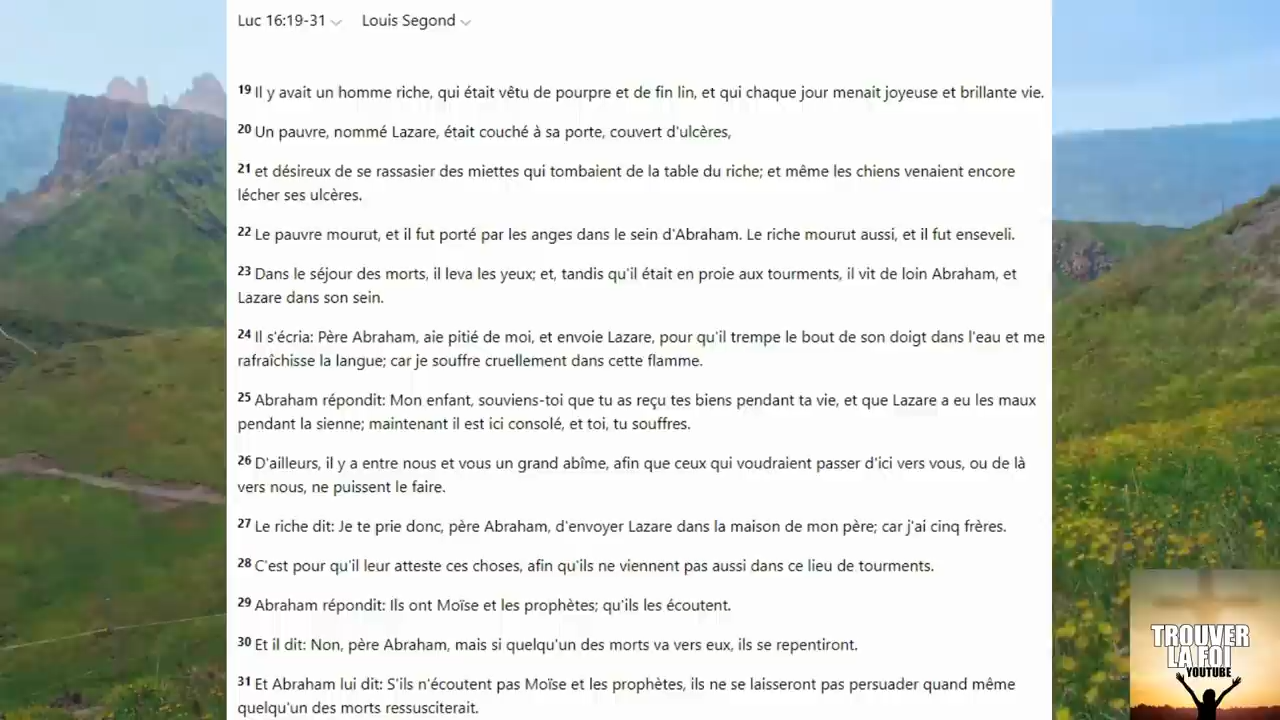 Luc 16:19-31 Louis Segond
19 Il y avait un homme riche, qui était vêtu de pourpre et de fin lin, et qui chaque jour menait joyeuse et brillante vie.
20 Un pauvre, nommé Lazare, était couché à sa porte, couvert d'ulcères,
21 et désireux de se rassasier des miettes qui tombaient de la table du riche; et même les chiens venaient encore
lécher ses ulcères.
22 Le pauvre mourut, et il fut porté par les anges dans le sein d'Abraham. Le riche mourut aussi, et il fut enseveli.
23 Dans le séjour des morts, il leva les yeux; et, tandis qu'il était en proie aux tourments, il vit de loin Abraham, et
Lazare dans son sein.
24 Il s'écria: Père Abraham, aie pitié de moi, et envoie Lazare, pour qu'il trempe le bout de son doigt dans l'eau et me
rafraîchisse la langue; car je souffre cruellement dans cette flamme.
25 Abraham répondit: Mon enfant, souviens-toi que tu as reçu tes biens pendant ta vie, et que Lazare a eu les maux
pendant la sienne; maintenant il est ici consolé, et toi, tu souffres.
26 D'ailleurs, il y a entre nous et vous un grand abîme, afin que ceux qui voudraient passer d'ici vers vous, ou de là
vers nous, ne puissent le faire.
27 Le riche dit: Je te prie donc, père Abraham, d'envoyer Lazare dans la maison de mon père; car j'ai cinq frères.
28 C'est pour qu'il leur atteste ces choses, afin qu'ils ne viennent pas aussi dans ce lieu de tourments.
29 Abraham répondit: Ils ont Moïse et les prophètes; qu'ils les écoutent.
30 Et il dit: Non, père Abraham, mais si quelqu'un des morts va vers eux, ils se repentiront.
31 Et Abraham lui dit: S'ils n'écoutent pas Moïse et les prophètes, ils ne se laisseront pas persuader quand même
quelqu'un des morts ressusciterait.
TROUVER
LA FOI
YOUTUBE